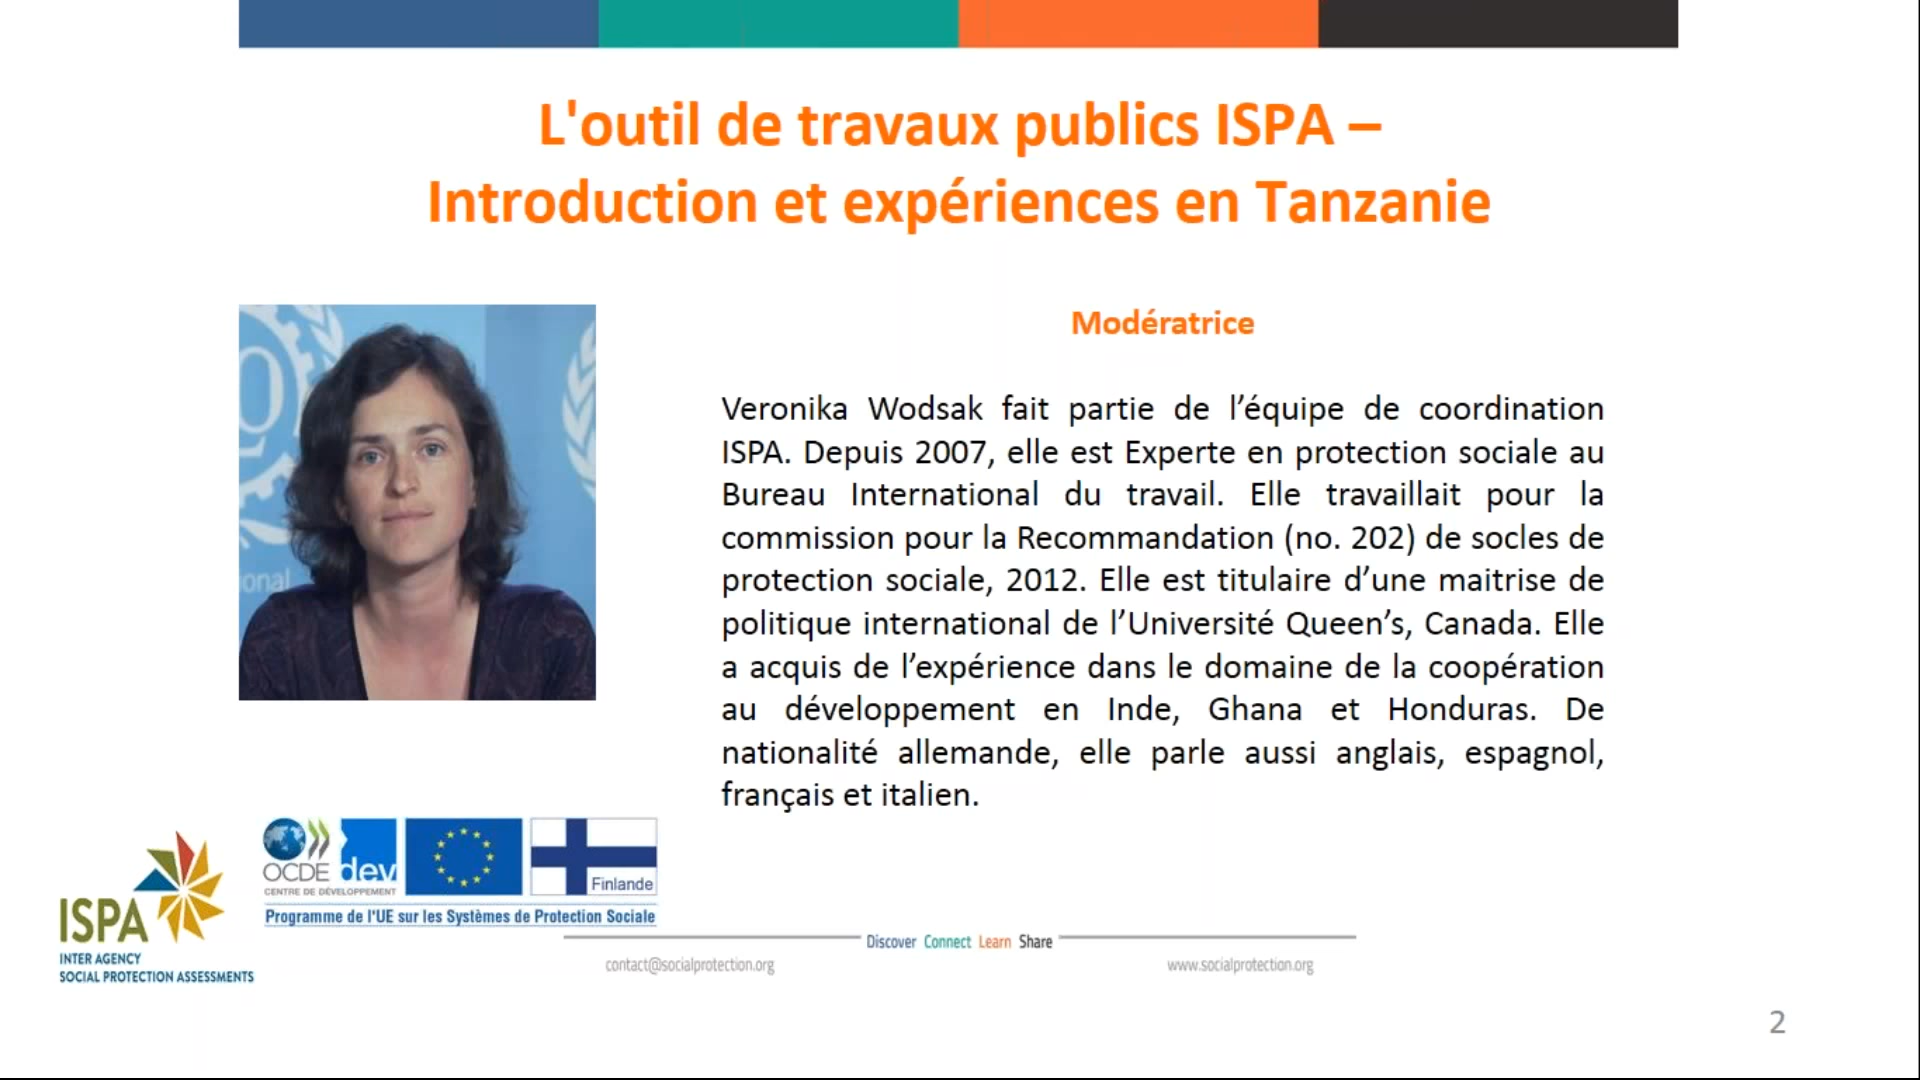 L'outil de travaux publics ISPA –
Introduction et expériences en Tanzanie
Modératrice
Veronika Wodsak fait partie de l’équipe de coordination
ISPA. Depuis 2007, elle est Experte en protection sociale au
Bureau International du travail. Elle travaillait pour la
commission pour la Recommandation (no. 202) de socles de
protection sociale, 2012. Elle est titulaire d’une maitrise de
politique international de l’Université Queen’s, Canada. Elle
a acquis de l’expérience dans le domaine de la coopération
au développement en Inde, Ghana et Honduras. De
nationalité allemande, elle parle aussi anglais, espagnol,
français et italien.
onal
OCDE dev
CENTRE DE DÉVELOPPEMENT
Finlande
Programme de l'UE sur les Systèmes de Protection Sociale
ISPA
INTER AGENCY
SOCIAL PROTECTION ASSESSMENTS
Discover Connect Learn Share
contact@socialprotection.org
www.socialprotection.org
2